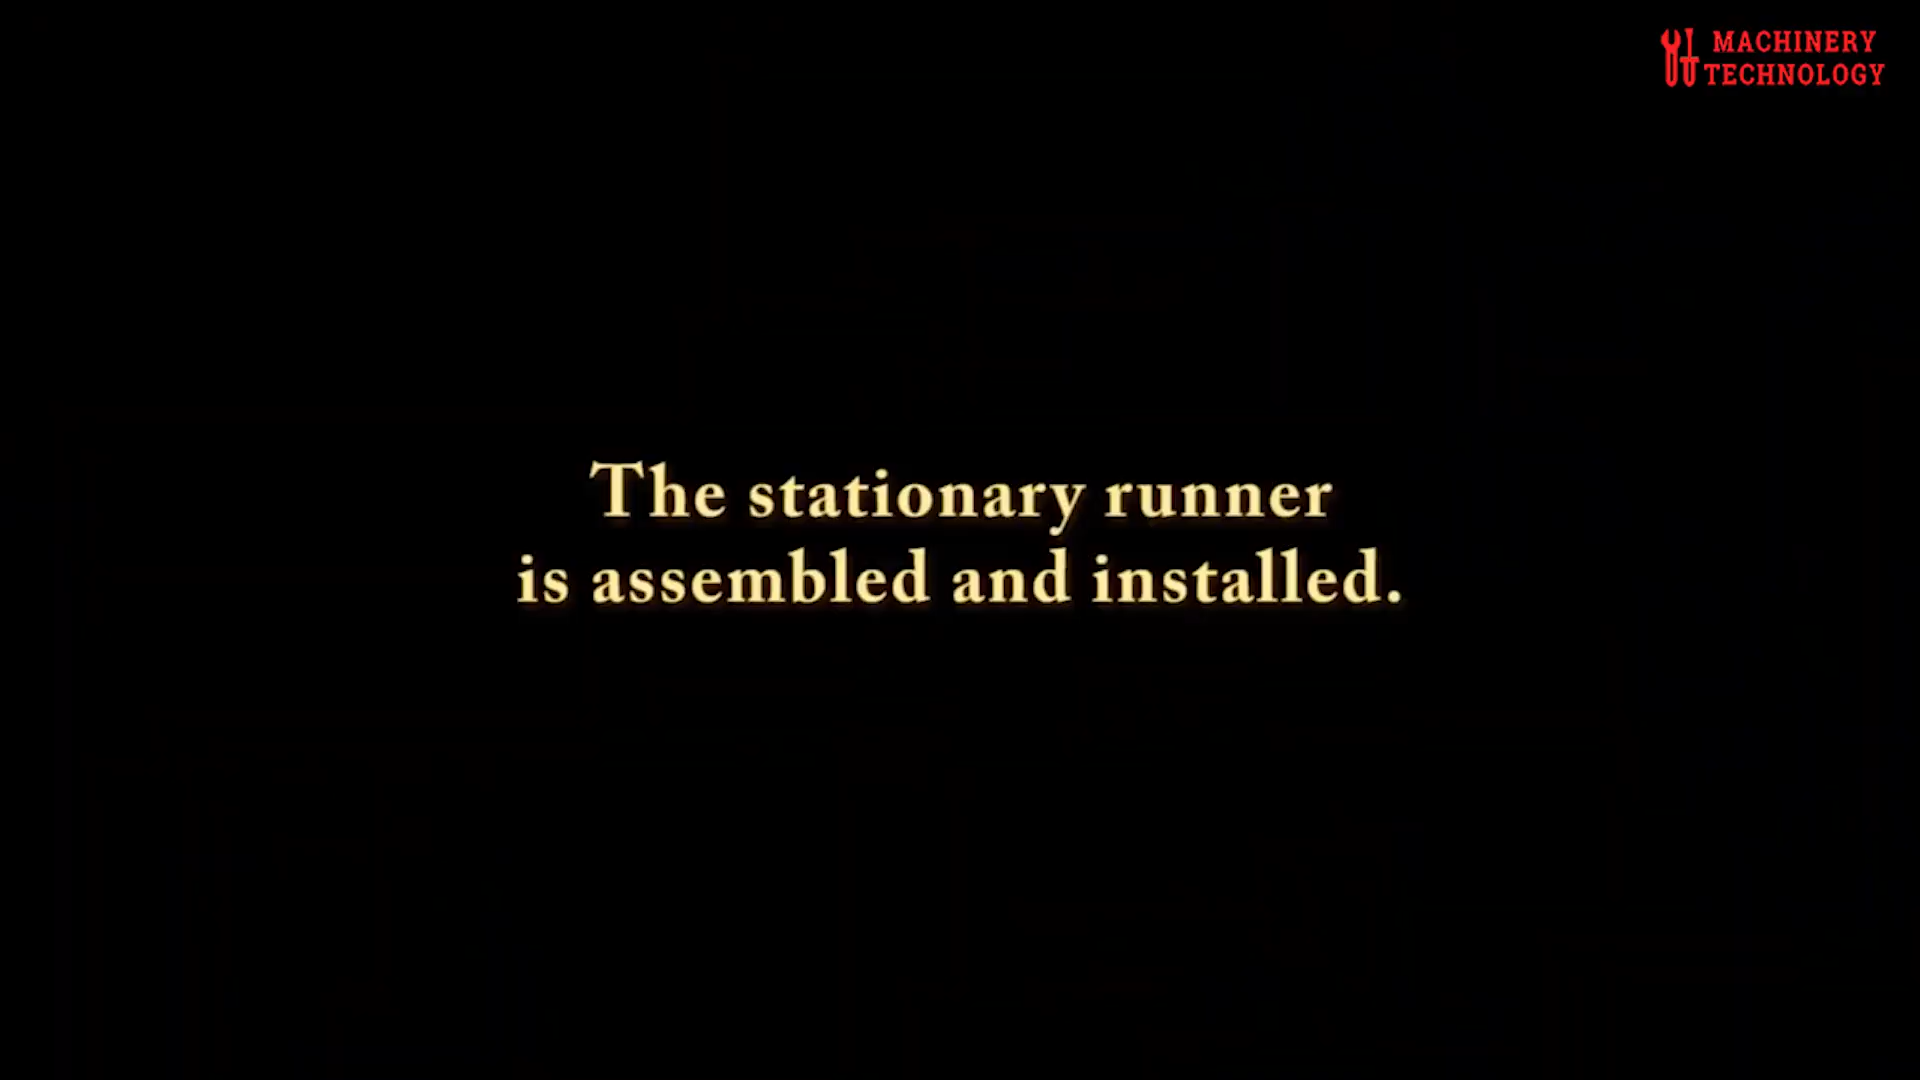 MACHINERY
TECHNOLOGY
The stationary runner
is assembled and installed.